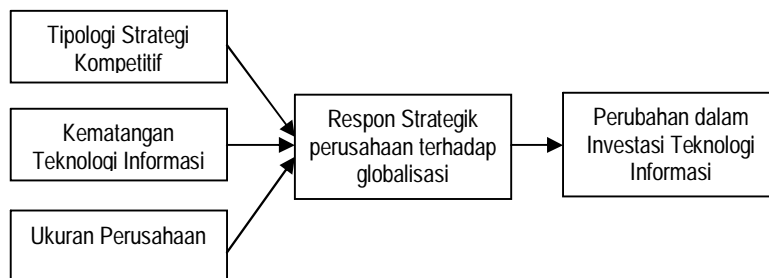 Tipologi Strategi
Kompetitif
Kematangan
Teknologi Informasi
Ukuran Perusahaan
Respon Strategik
perusahaan terhadap
globalisasi
Perubahan dalam
Investasi Teknologi
Informasi